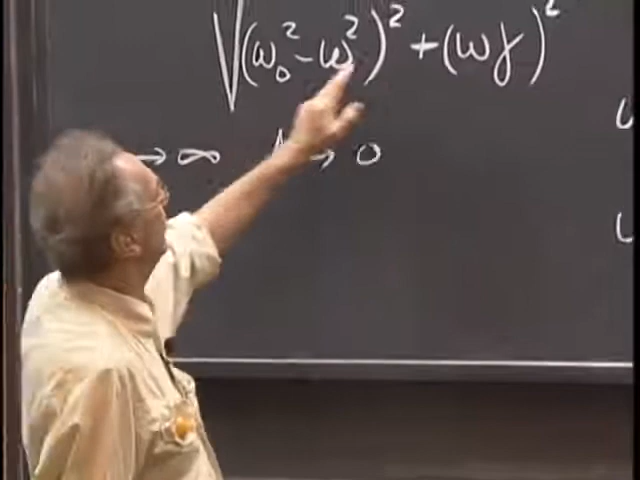 √(ω₀² - ω²)² + (ωγ)²
→ ∞ A → 0